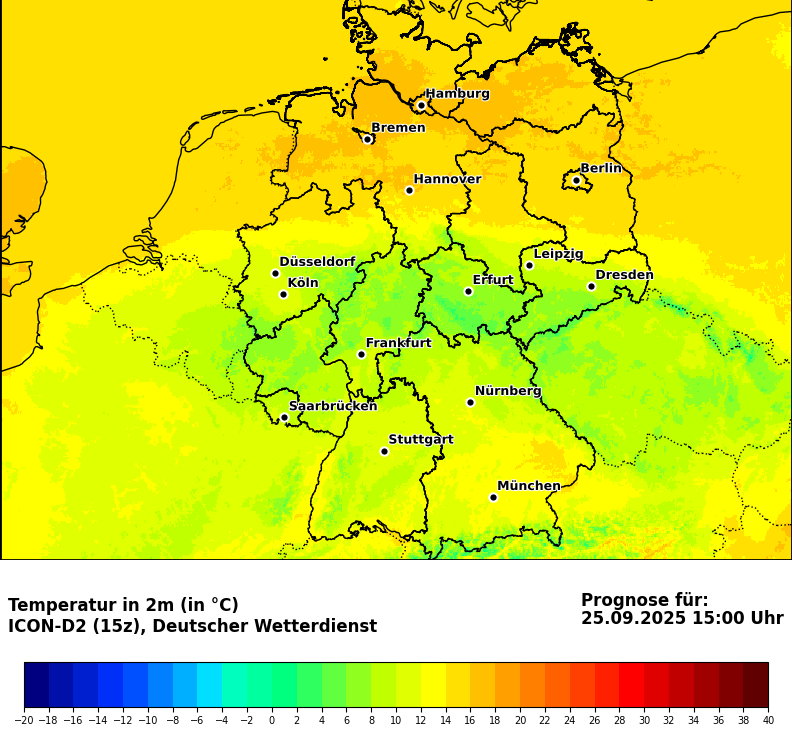 Hamburg
Bremen
Berlin
Hannover
Leipzig
Düsseldorf
Dresden
Köln
Erfurt
Frankfurt
Nürnberg
Saarbrücken
Stuttgart
München
Temperatur in 2m (in °C)
ICON-D2 (15z), Deutscher Wetterdienst
Prognose für:
25.09.2025 15:00 Uhr
−20 −18 −16 −14 −12 −10 −8 −6 −4 −2 0 2 4 6 8 10 12 14 16 18 20 22 24 26 28 30 32 34 36 38 40